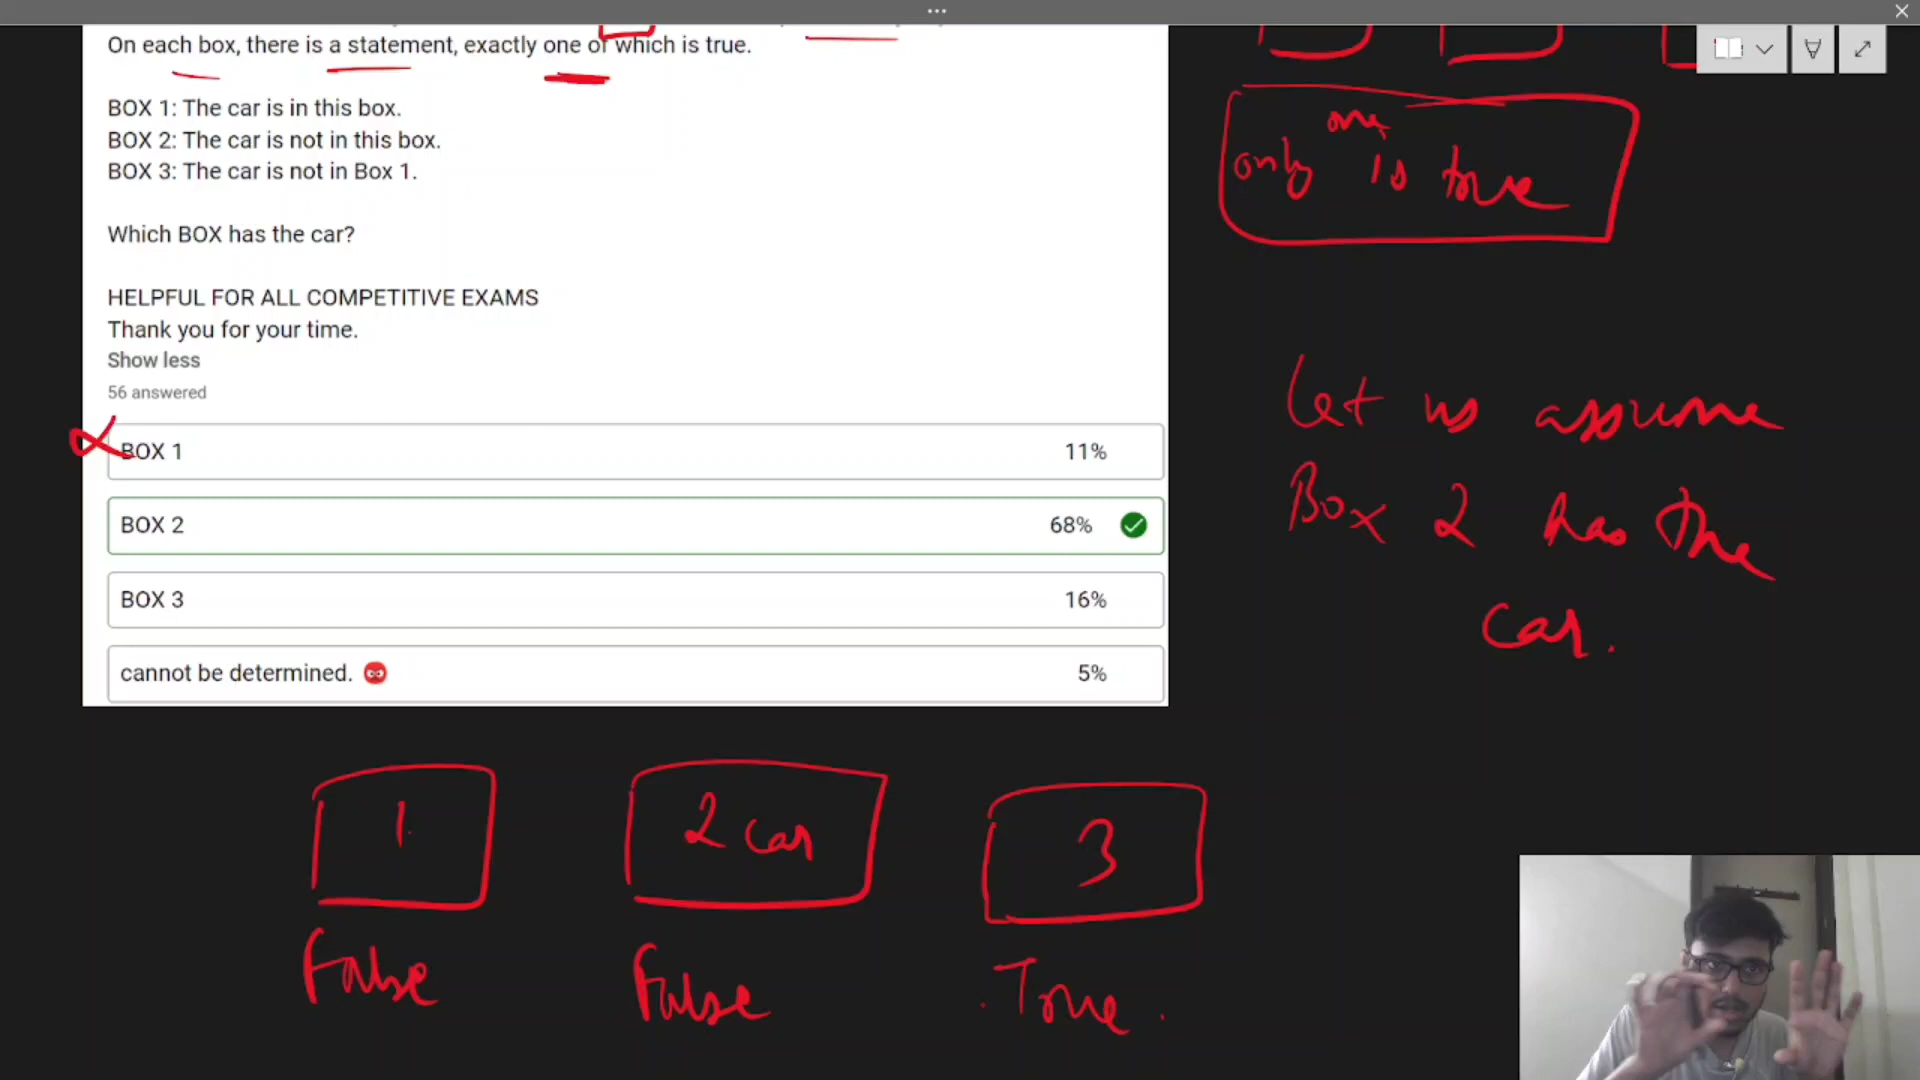 On each box, there is a statement, exactly one of which is true.
BOX 1: The car is in this box.
BOX 2: The car is not in this box.
BOX 3: The car is not in Box 1.
Which BOX has the car?
HELPFUL FOR ALL COMPETITIVE EXAMS
Thank you for your time.
Show less
56 answered
BOX 1 11%
BOX 2 68%
BOX 3 16%
cannot be determined. 5%
one
only is true
Let us assume
Box 2 has the
car.
1 2 car 3
False False True